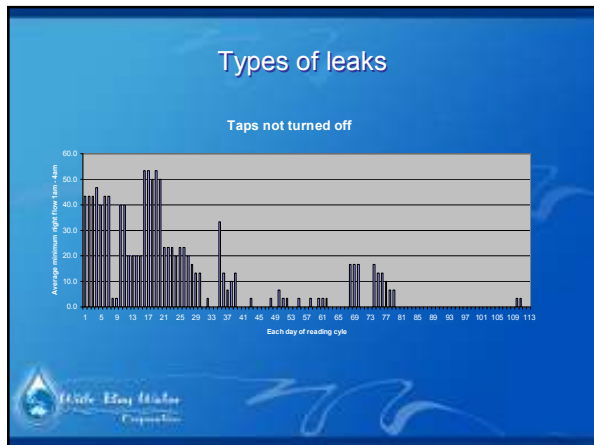 Types of leaks
Taps not turned off
Average minimum night flow 1am - 4am
60.0
50.0
40.0
30.0
20.0
10.0
0.0
1 5 9 13 17 21 25 29 33 37 41 45 49 53 57 61 65 69 73 77 81 85 89 93 97 101 105 109 113
Each day of reading cyle
Wide Bay Water
Corporation